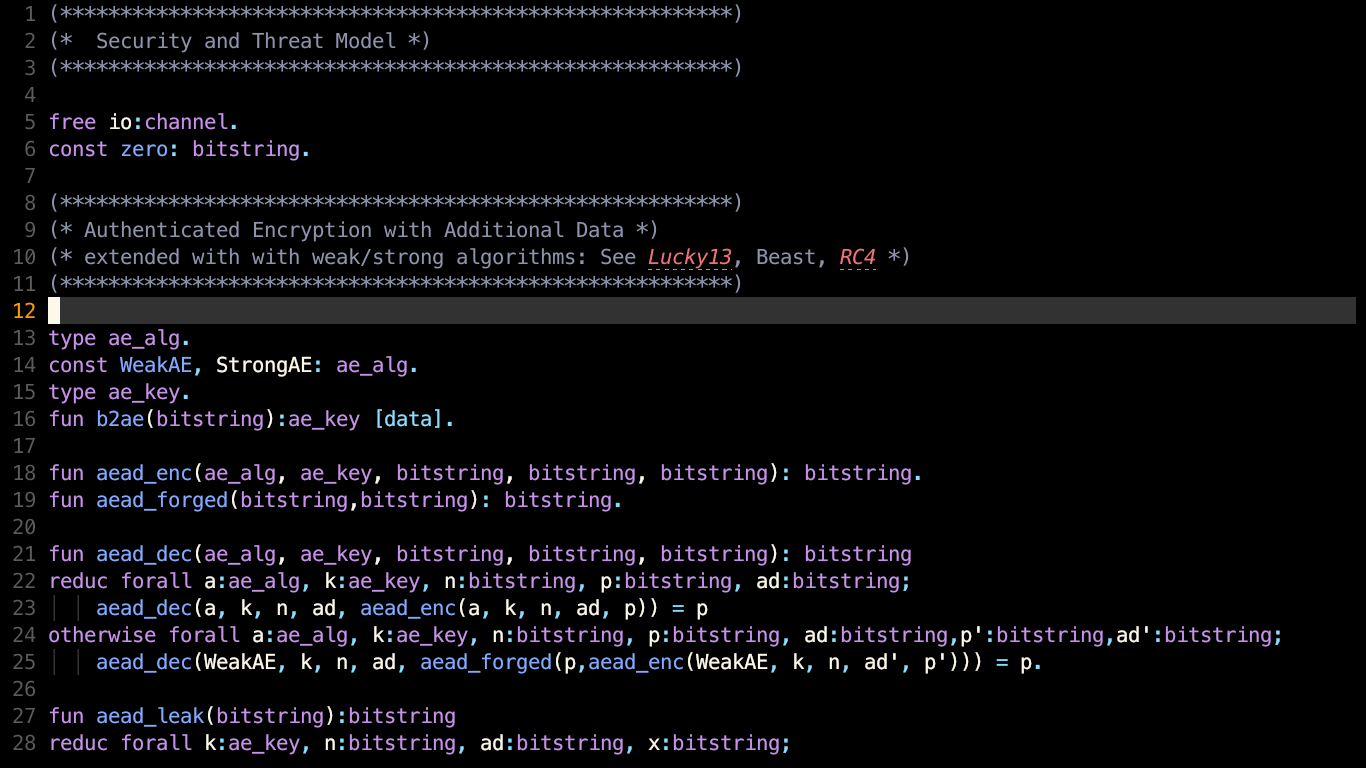 1 (********************************************************)
2 (*  Security and Threat Model *)
3 (********************************************************)
4
5 free io:channel.
6 const zero: bitstring.
7
8 (********************************************************)
9 (* Authenticated Encryption with Additional Data *)
10 (* extended with with weak/strong algorithms: See Lucky13, Beast, RC4 *)
11 (********************************************************)
12
13 type ae_alg.
14 const WeakAE, StrongAE: ae_alg.
15 type ae_key.
16 fun b2ae(bitstring):ae_key [data].
17
18 fun aead_enc(ae_alg, ae_key, bitstring, bitstring, bitstring): bitstring.
19 fun aead_forged(bitstring,bitstring): bitstring.
20
21 fun aead_dec(ae_alg, ae_key, bitstring, bitstring, bitstring): bitstring
22 reduc forall a:ae_alg, k:ae_key, n:bitstring, p:bitstring, ad:bitstring;
23     aead_dec(a, k, n, ad, aead_enc(a, k, n, ad, p)) = p
24 otherwise forall a:ae_alg, k:ae_key, n:bitstring, p:bitstring, ad:bitstring,p':bitstring,ad':bitstring;
25     aead_dec(WeakAE, k, n, ad, aead_forged(p,aead_enc(WeakAE, k, n, ad', p'))) = p.
26
27 fun aead_leak(bitstring):bitstring
28 reduc forall k:ae_key, n:bitstring, ad:bitstring, x:bitstring;